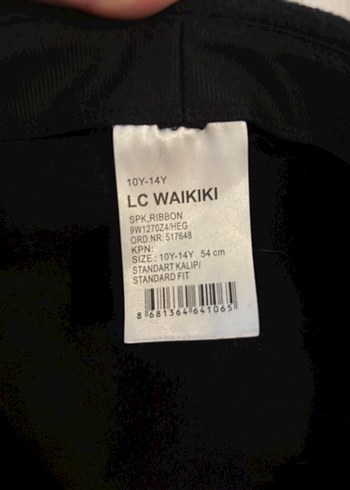 10Y-14Y
LC WAIKIKI
SPK,RIBBON
9W1270Z4/HEG
ORD.NR: 517648
KPN:
SIZE : 10Y-14Y 54 cm
STANDART KALIP/
STANDARD FIT
8 681364 641065